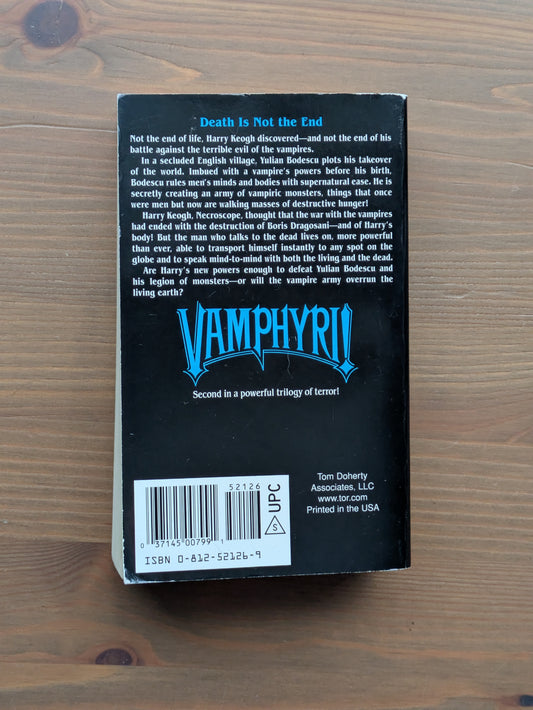 Death Is Not the End
Not the end of life, Harry Keogh discovered—and not the end of his
battle against the terrible evil of the vampires.
In a secluded English village, Yulian Bodescu plots his takeover
of the world. Imbued with a vampire's powers before his birth,
Bodescu rules men's minds and bodies with supernatural ease. He is
secretly creating an army of vampiric monsters, things that once
were men but now are walking masses of destructive hunger!
Harry Keogh, Necroscope, thought that the war with the vampires
had ended with the destruction of Boris Dragosani—and of Harry's
body! But the man who talks to the dead lives on, more powerful
than ever, able to transport himself instantly to any spot on the
globe and to speak mind-to-mind with both the living and the dead.
Are Harry's new powers enough to defeat Yulian Bodescu and
his legion of monsters—or will the vampire army overrun the
living earth?
VAMPHYRI!
Second in a powerful trilogy of terror!
Tom Doherty
Associates, LLC
www.tor.com
Printed in the USA
52126
S UPC
0 37145 00799 1
ISBN 0-812-52126-9